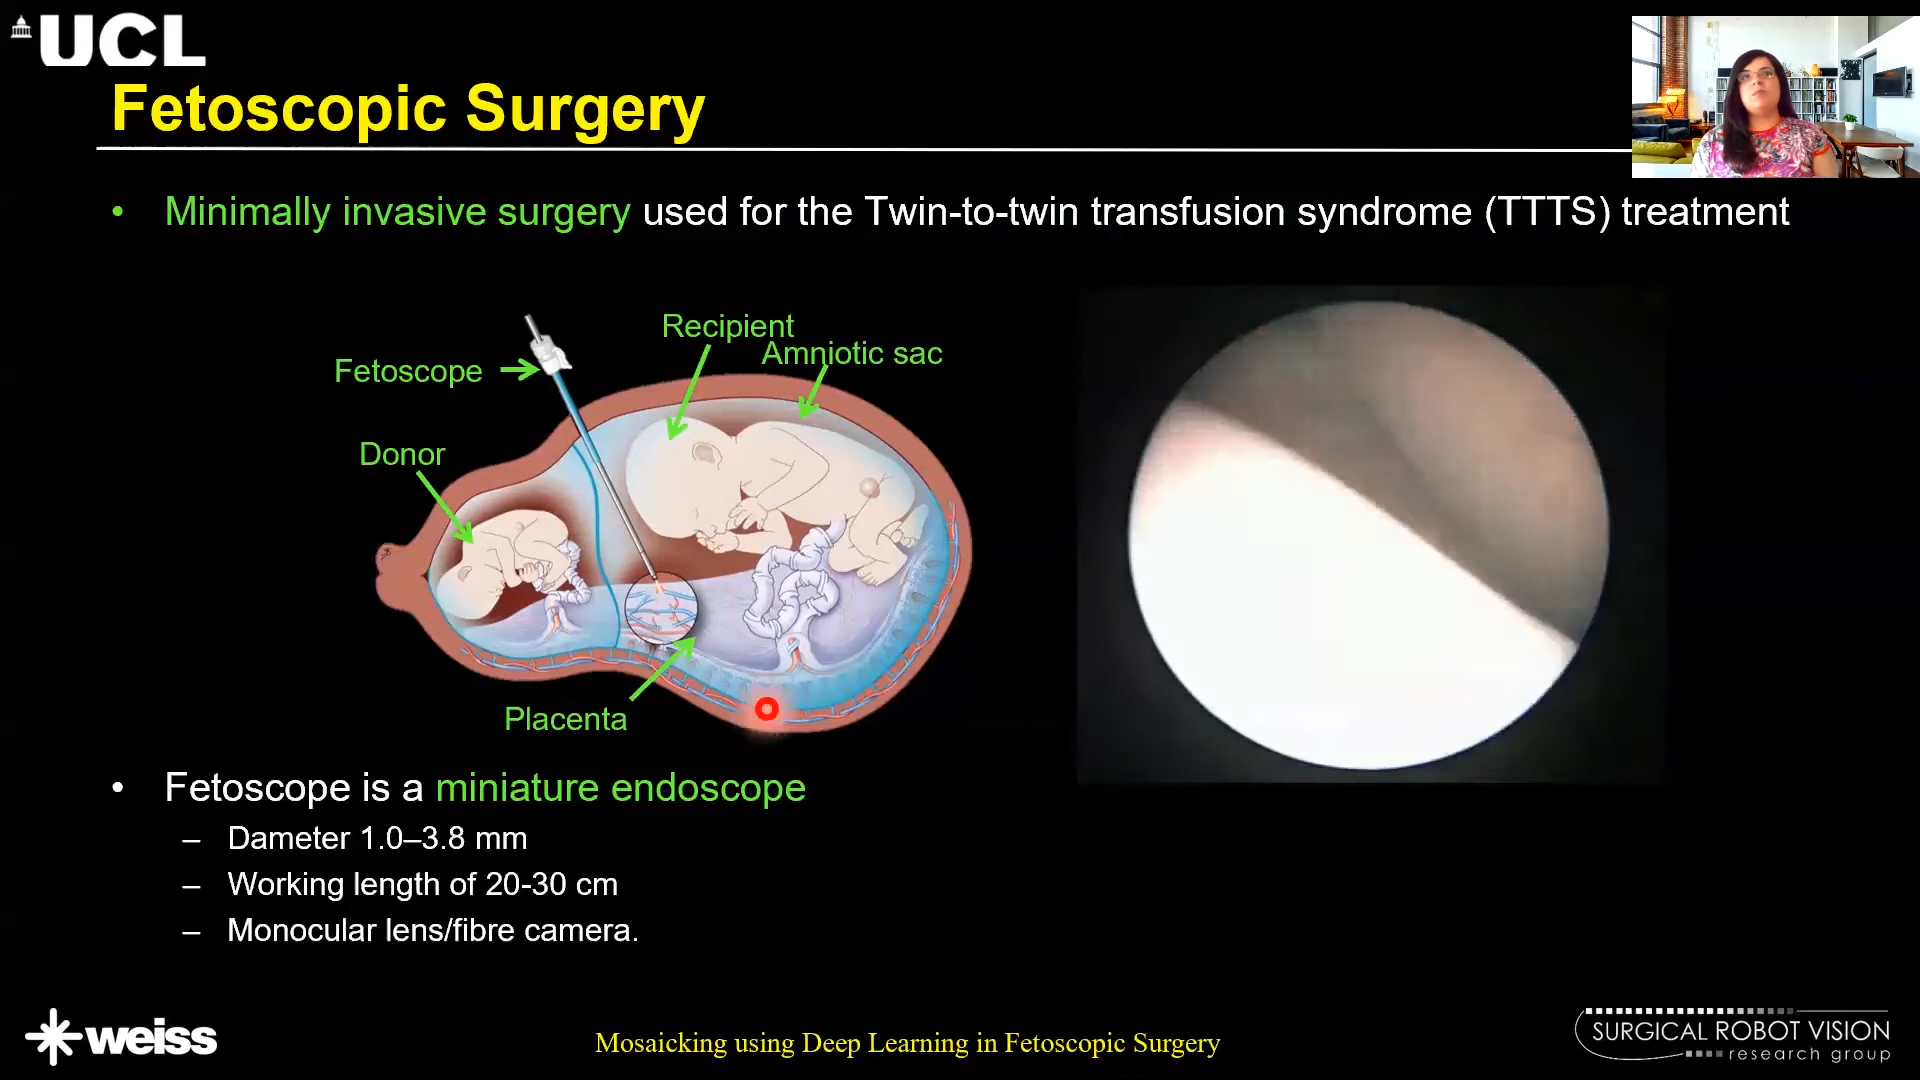 UCL
Fetoscopic Surgery
• Minimally invasive surgery used for the Twin-to-twin transfusion syndrome (TTTS) treatment
Recipient
Amniotic sac
Fetoscope
Donor
Placenta
• Fetoscope is a miniature endoscope
– Dameter 1.0–3.8 mm
– Working length of 20-30 cm
– Monocular lens/fibre camera.
weiss
Mosaicking using Deep Learning in Fetoscopic Surgery
SURGICAL ROBOT VISION
research group